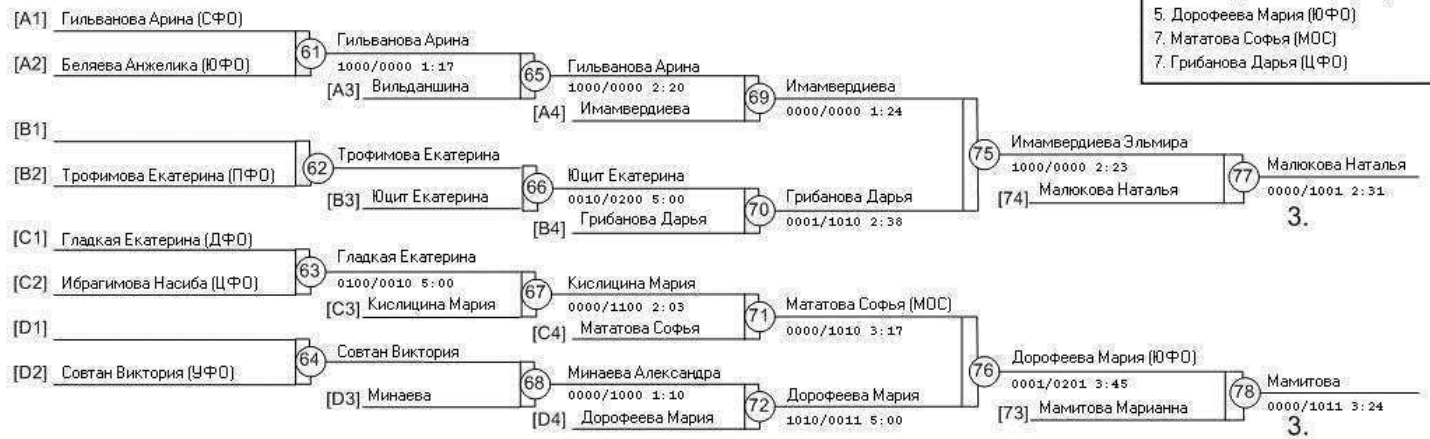 5. Дорофеева Мария (ЮФО)
7. Мататова Софья (МОС)
7. Грибанова Дарья (ЦФО)
[A1] Гильванова Арина (СФО)
[A2] Беляева Анжелика (ЮФО)
61
Гильванова Арина
1000/0000 1:17
[A3] Вильданшина
65
Гильванова Арина
1000/0000 2:20
[A4] Имамвердиева
69
Имамвердиева
0000/0000 1:24
[B1]
[B2] Трофимова Екатерина (ПФО)
62
Трофимова Екатерина
[B3] Юцит Екатерина
66
Юцит Екатерина
0010/0200 5:00
[B4] Грибанова Дарья
70
Грибанова Дарья
0001/1010 2:38
75
Имамвердиева Эльмира
1000/0000 2:23
[74] Малюкова Наталья
77
Малюкова Наталья
0000/1001 2:31
3.
[C1] Гладкая Екатерина (ДФО)
[C2] Ибрагимова Насиба (ЦФО)
63
Гладкая Екатерина
0100/0010 5:00
[C3] Кислицина Мария
67
Кислицина Мария
0000/1100 2:03
[C4] Мататова Софья
71
Мататова Софья (МОС)
0000/1010 3:17
[D1]
[D2] Совтан Виктория (УФО)
64
Совтан Виктория
[D3] Минаева
68
Минаева Александра
0000/1000 1:10
[D4] Дорофеева Мария
72
Дорофеева Мария
1010/0011 5:00
76
Дорофеева Мария (ЮФО)
0001/0201 3:45
[73] Мамитова Марианна
78
Мамитова
0000/1011 3:24
3.